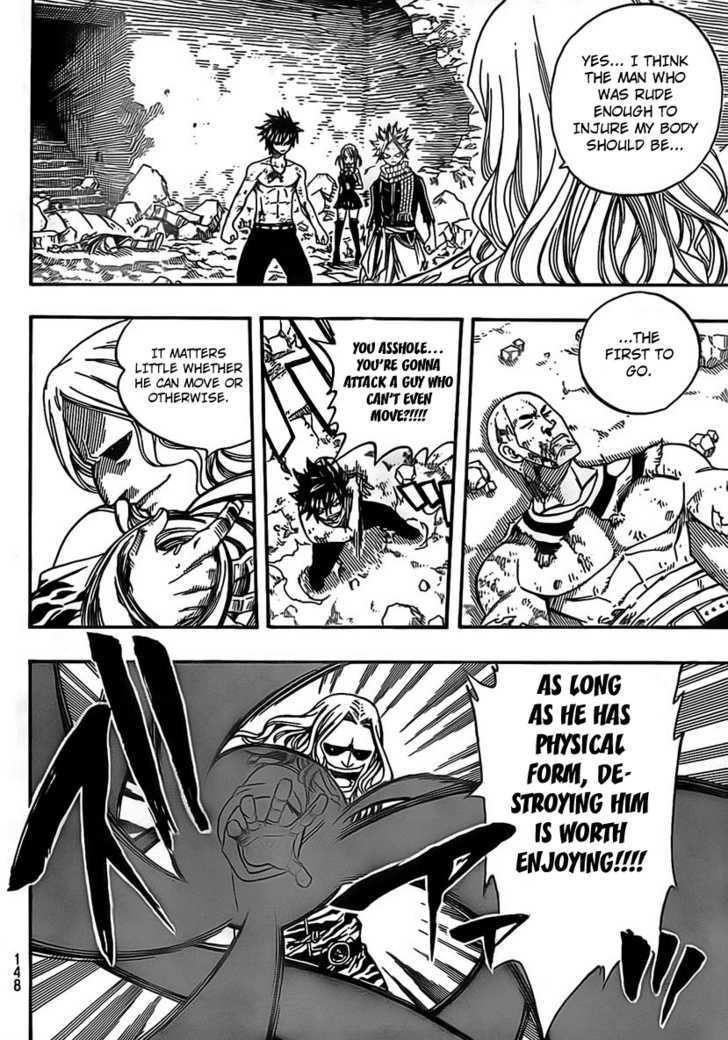 YES... I THINK
THE MAN WHO
WAS RUDE
ENOUGH TO
INJURE MY BODY
SHOULD BE...
...THE
FIRST TO
GO.
YOU ASSHOLE...
YOU'RE GONNA
ATTACK A GUY WHO
CAN'T EVEN
MOVE?!!!!
IT MATTERS
LITTLE WHETHER
HE CAN MOVE OR
OTHERWISE.
AS LONG
AS HE HAS
PHYSICAL
FORM, DE-
STROYING HIM
IS WORTH
ENJOYING!!!!
148